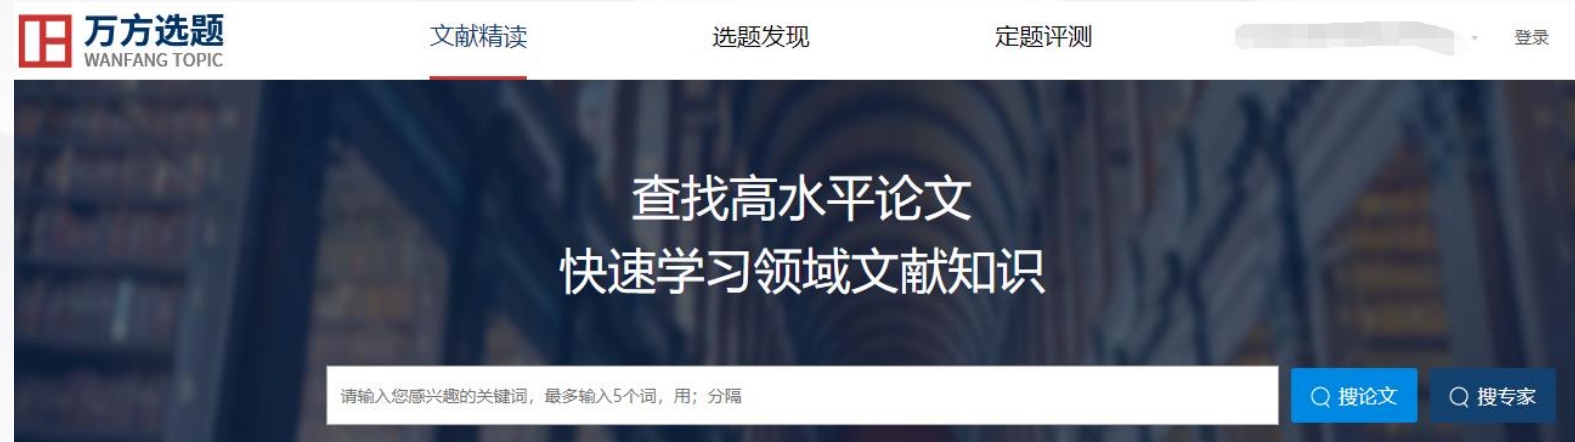 万方选题
WANFANG TOPIC
文献精读
选题发现
定题评测
登录
查找高水平论文
快速学习领域文献知识
请输入您感兴趣的关键词，最多输入5个词，用；分隔
搜论文
搜专家